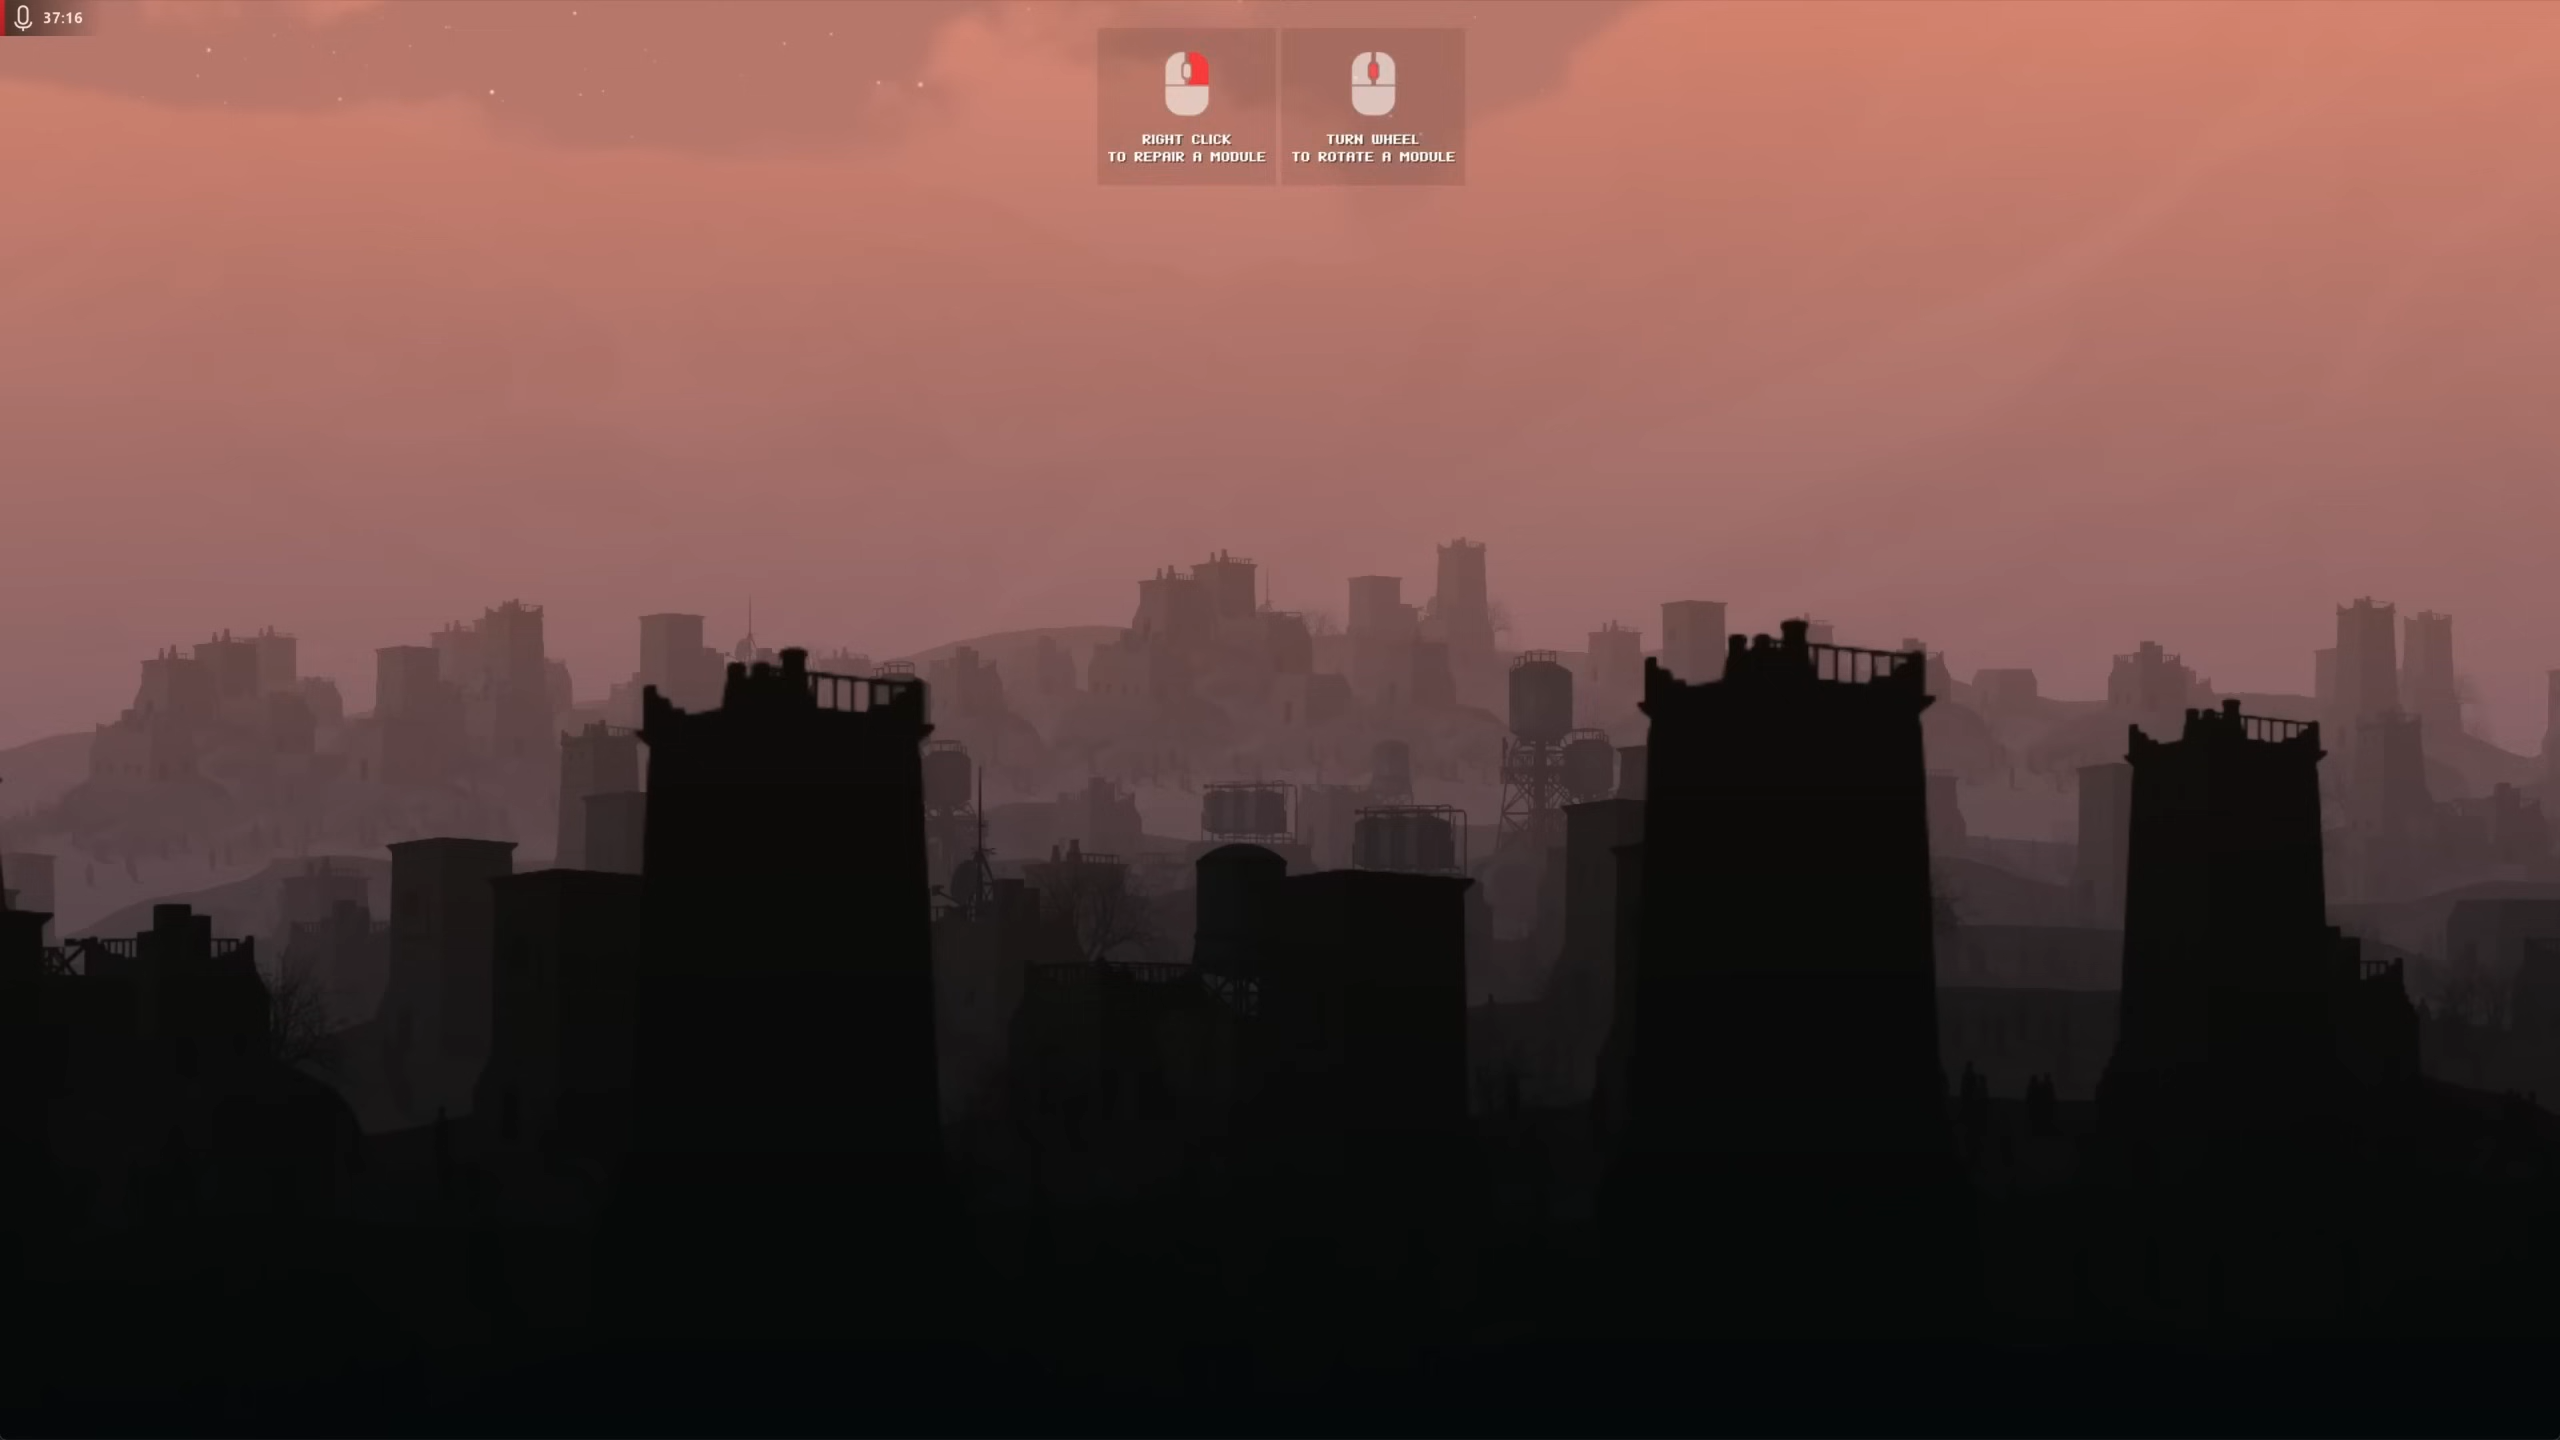 37:16
RIGHT CLICK
TO REPAIR A MODULE
TURN WHEEL
TO ROTATE A MODULE